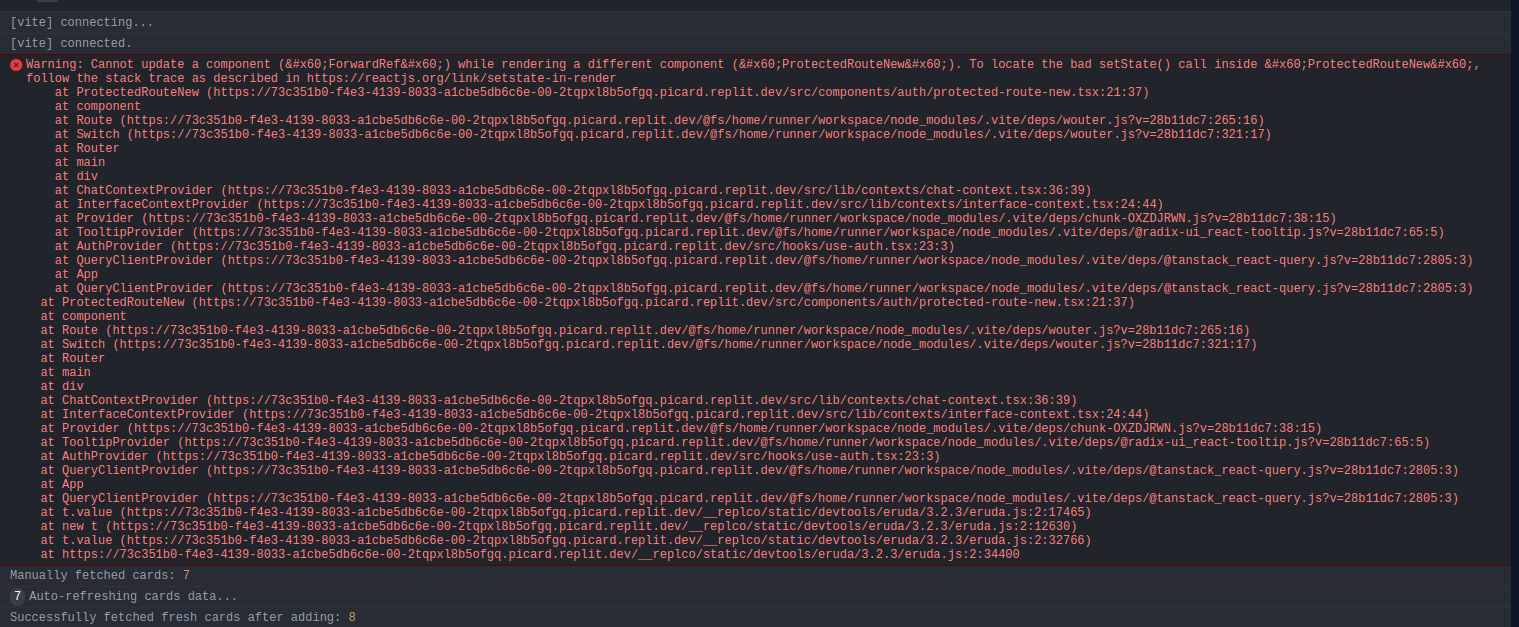 [vite] connecting...
[vite] connected.
Warning: Cannot update a component (&#x60;ForwardRef&#x60;) while rendering a different component (&#x60;ProtectedRouteNew&#x60;). To locate the bad setState() call inside &#x60;ProtectedRouteNew&#x60;,
follow the stack trace as described in https://reactjs.org/link/setstate-in-render
at ProtectedRouteNew (https://73c351b0-f4e3-4139-8033-a1cbe5db6c6e-00-2tqpxl8b5ofgq.picard.replit.dev/src/components/auth/protected-route-new.tsx:21:37)
at component
at Route (https://73c351b0-f4e3-4139-8033-a1cbe5db6c6e-00-2tqpxl8b5ofgq.picard.replit.dev/@fs/home/runner/workspace/node_modules/.vite/deps/wouter.js?v=28b11dc7:265:16)
at Switch (https://73c351b0-f4e3-4139-8033-a1cbe5db6c6e-00-2tqpxl8b5ofgq.picard.replit.dev/@fs/home/runner/workspace/node_modules/.vite/deps/wouter.js?v=28b11dc7:321:17)
at Router
at main
at div
at ChatContextProvider (https://73c351b0-f4e3-4139-8033-a1cbe5db6c6e-00-2tqpxl8b5ofgq.picard.replit.dev/src/lib/contexts/chat-context.tsx:36:39)
at InterfaceContextProvider (https://73c351b0-f4e3-4139-8033-a1cbe5db6c6e-00-2tqpxl8b5ofgq.picard.replit.dev/src/lib/contexts/interface-context.tsx:24:44)
at Provider (https://73c351b0-f4e3-4139-8033-a1cbe5db6c6e-00-2tqpxl8b5ofgq.picard.replit.dev/@fs/home/runner/workspace/node_modules/.vite/deps/chunk-OXZDJRWN.js?v=28b11dc7:38:15)
at TooltipProvider (https://73c351b0-f4e3-4139-8033-a1cbe5db6c6e-00-2tqpxl8b5ofgq.picard.replit.dev/@fs/home/runner/workspace/node_modules/.vite/deps/@radix-ui_react-tooltip.js?v=28b11dc7:65:5)
at AuthProvider (https://73c351b0-f4e3-4139-8033-a1cbe5db6c6e-00-2tqpxl8b5ofgq.picard.replit.dev/src/hooks/use-auth.tsx:23:3)
at QueryClientProvider (https://73c351b0-f4e3-4139-8033-a1cbe5db6c6e-00-2tqpxl8b5ofgq.picard.replit.dev/@fs/home/runner/workspace/node_modules/.vite/deps/@tanstack_react-query.js?v=28b11dc7:2805:3)
at App
at QueryClientProvider (https://73c351b0-f4e3-4139-8033-a1cbe5db6c6e-00-2tqpxl8b5ofgq.picard.replit.dev/@fs/home/runner/workspace/node_modules/.vite/deps/@tanstack_react-query.js?v=28b11dc7:2805:3)
at ProtectedRouteNew (https://73c351b0-f4e3-4139-8033-a1cbe5db6c6e-00-2tqpxl8b5ofgq.picard.replit.dev/src/components/auth/protected-route-new.tsx:21:37)
at component
at Route (https://73c351b0-f4e3-4139-8033-a1cbe5db6c6e-00-2tqpxl8b5ofgq.picard.replit.dev/@fs/home/runner/workspace/node_modules/.vite/deps/wouter.js?v=28b11dc7:265:16)
at Switch (https://73c351b0-f4e3-4139-8033-a1cbe5db6c6e-00-2tqpxl8b5ofgq.picard.replit.dev/@fs/home/runner/workspace/node_modules/.vite/deps/wouter.js?v=28b11dc7:321:17)
at Router
at main
at div
at ChatContextProvider (https://73c351b0-f4e3-4139-8033-a1cbe5db6c6e-00-2tqpxl8b5ofgq.picard.replit.dev/src/lib/contexts/chat-context.tsx:36:39)
at InterfaceContextProvider (https://73c351b0-f4e3-4139-8033-a1cbe5db6c6e-00-2tqpxl8b5ofgq.picard.replit.dev/src/lib/contexts/interface-context.tsx:24:44)
at Provider (https://73c351b0-f4e3-4139-8033-a1cbe5db6c6e-00-2tqpxl8b5ofgq.picard.replit.dev/@fs/home/runner/workspace/node_modules/.vite/deps/chunk-OXZDJRWN.js?v=28b11dc7:38:15)
at TooltipProvider (https://73c351b0-f4e3-4139-8033-a1cbe5db6c6e-00-2tqpxl8b5ofgq.picard.replit.dev/@fs/home/runner/workspace/node_modules/.vite/deps/@radix-ui_react-tooltip.js?v=28b11dc7:65:5)
at AuthProvider (https://73c351b0-f4e3-4139-8033-a1cbe5db6c6e-00-2tqpxl8b5ofgq.picard.replit.dev/src/hooks/use-auth.tsx:23:3)
at QueryClientProvider (https://73c351b0-f4e3-4139-8033-a1cbe5db6c6e-00-2tqpxl8b5ofgq.picard.replit.dev/@fs/home/runner/workspace/node_modules/.vite/deps/@tanstack_react-query.js?v=28b11dc7:2805:3)
at App
at QueryClientProvider (https://73c351b0-f4e3-4139-8033-a1cbe5db6c6e-00-2tqpxl8b5ofgq.picard.replit.dev/@fs/home/runner/workspace/node_modules/.vite/deps/@tanstack_react-query.js?v=28b11dc7:2805:3)
at t.value (https://73c351b0-f4e3-4139-8033-a1cbe5db6c6e-00-2tqpxl8b5ofgq.picard.replit.dev/__replco/static/devtools/eruda/3.2.3/eruda.js:2:17465)
at new t (https://73c351b0-f4e3-4139-8033-a1cbe5db6c6e-00-2tqpxl8b5ofgq.picard.replit.dev/__replco/static/devtools/eruda/3.2.3/eruda.js:2:12630)
at t.value (https://73c351b0-f4e3-4139-8033-a1cbe5db6c6e-00-2tqpxl8b5ofgq.picard.replit.dev/__replco/static/devtools/eruda/3.2.3/eruda.js:2:32766)
at https://73c351b0-f4e3-4139-8033-a1cbe5db6c6e-00-2tqpxl8b5ofgq.picard.replit.dev/__replco/static/devtools/eruda/3.2.3/eruda.js:2:34400
Manually fetched cards: 7
7 Auto-refreshing cards data...
Successfully fetched fresh cards after adding: 8